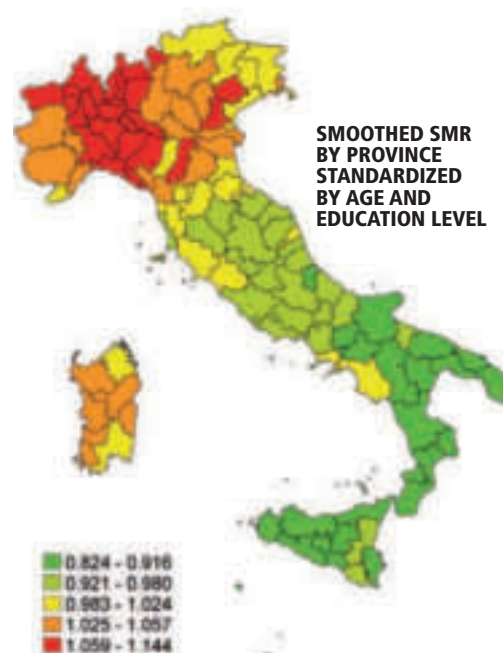 SMOOTHED SMR
BY PROVINCE
STANDARDIZED
BY AGE AND
EDUCATION LEVEL
0.824 - 0.916
0.921 - 0.980
0.983 - 1.024
1.025 - 1.057
1.059 - 1.144